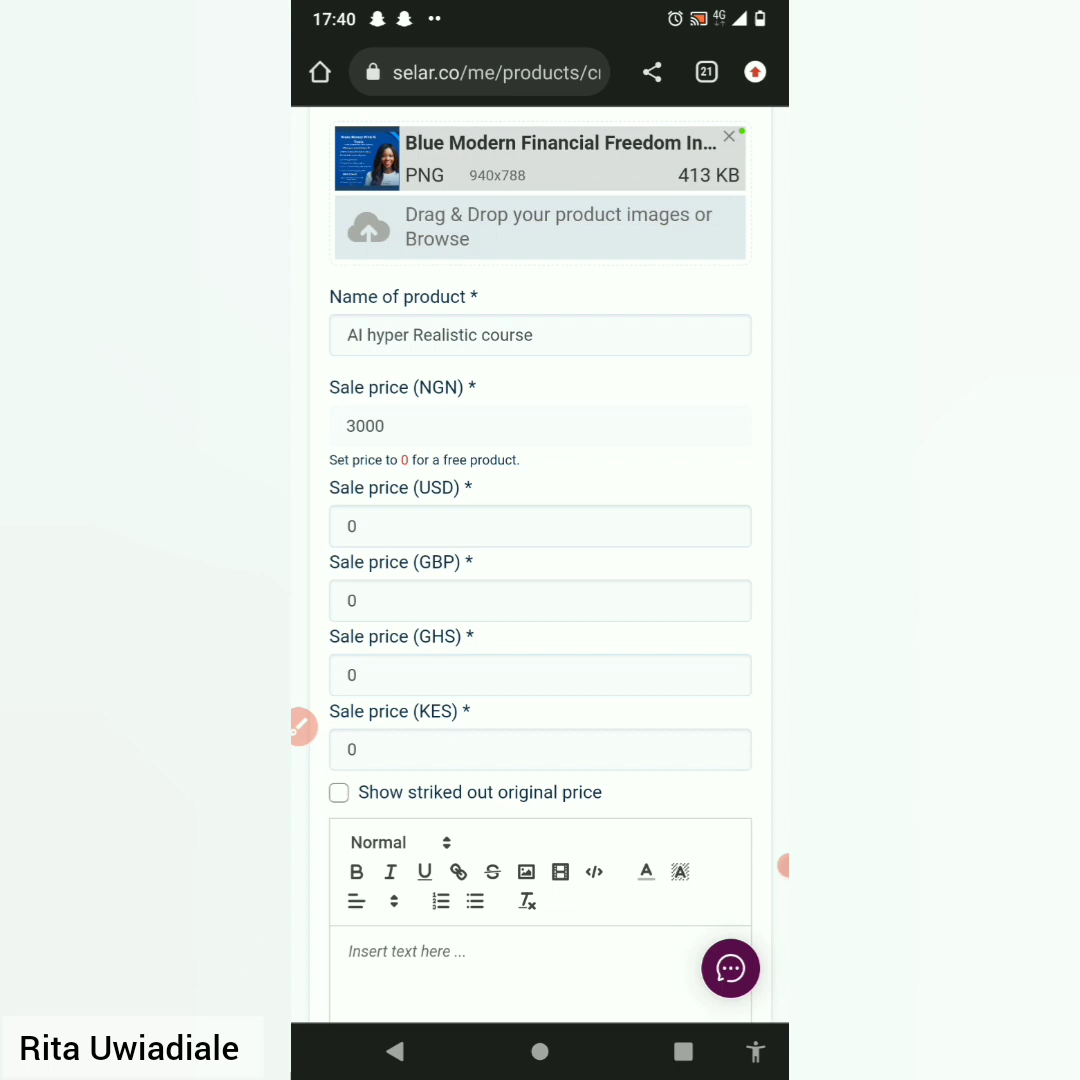 17:40
4G
selar.co/me/products/c
21
Blue Modern Financial Freedom In...
PNG 940x788 413 KB
Drag & Drop your product images or
Browse
Name of product *
AI hyper Realistic course
Sale price (NGN) *
3000
Set price to 0 for a free product.
Sale price (USD) *
0
Sale price (GBP) *
0
Sale price (GHS) *
0
Sale price (KES) *
0
Show striked out original price
Normal
Insert text here ...
Rita Uwiadiale